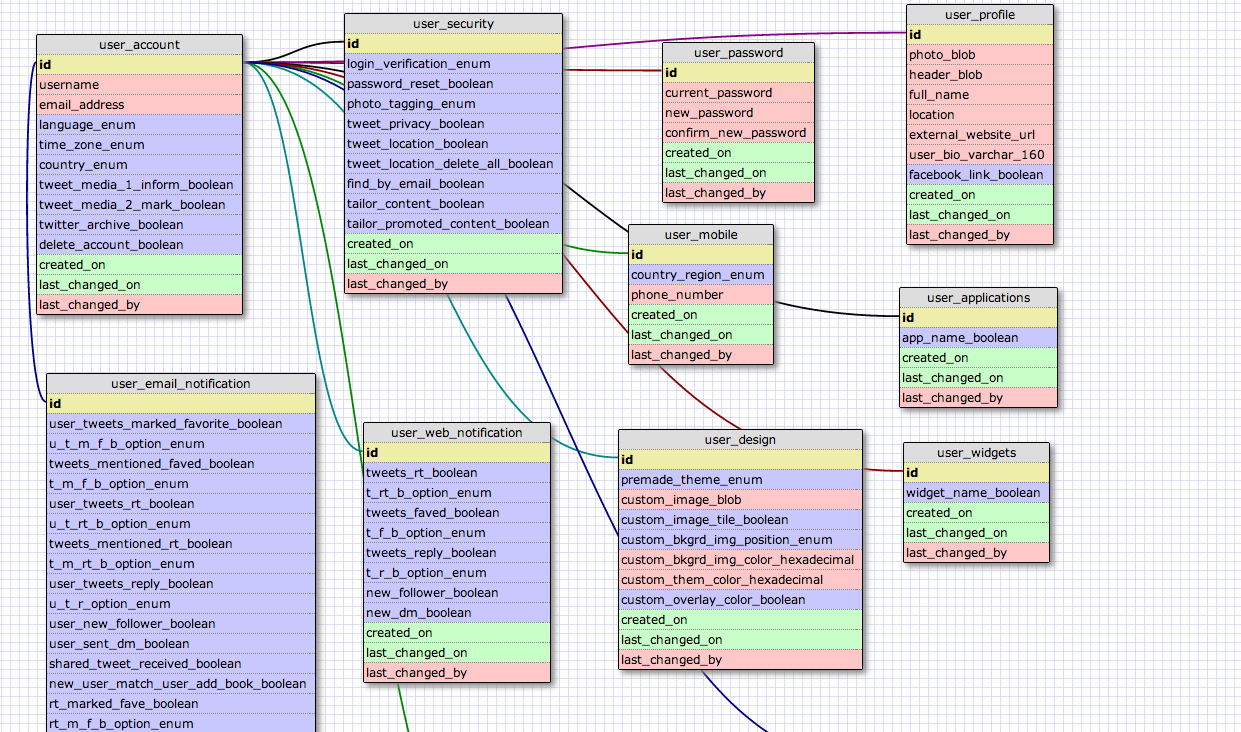 user_account
id
username
email_address
language_enum
time_zone_enum
country_enum
tweet_media_1_inform_boolean
tweet_media_2_mark_boolean
twitter_archive_boolean
delete_account_boolean
created_on
last_changed_on
last_changed_by
user_security
id
login_verification_enum
password_reset_boolean
photo_tagging_enum
tweet_privacy_boolean
tweet_location_boolean
tweet_location_delete_all_boolean
find_by_email_boolean
tailor_content_boolean
tailor_promoted_content_boolean
created_on
last_changed_on
last_changed_by
user_password
id
current_password
new_password
confirm_new_password
created_on
last_changed_on
last_changed_by
user_profile
id
photo_blob
header_blob
full_name
location
external_website_url
user_bio_varchar_160
facebook_link_boolean
created_on
last_changed_on
last_changed_by
user_mobile
id
country_region_enum
phone_number
created_on
last_changed_on
last_changed_by
user_applications
id
app_name_boolean
created_on
last_changed_on
last_changed_by
user_email_notification
id
user_tweets_marked_favorite_boolean
u_t_m_f_b_option_enum
tweets_mentioned_faved_boolean
t_m_f_b_option_enum
user_tweets_rt_boolean
u_t_rt_b_option_enum
tweets_mentioned_rt_boolean
t_m_rt_b_option_enum
user_tweets_reply_boolean
u_t_r_option_enum
user_new_follower_boolean
user_sent_dm_boolean
shared_tweet_received_boolean
new_user_match_user_add_book_boolean
rt_marked_fave_boolean
rt_m_f_b_option_enum
user_web_notification
id
tweets_rt_boolean
t_rt_b_option_enum
tweets_faved_boolean
t_f_b_option_enum
tweets_reply_boolean
t_r_b_option_enum
new_follower_boolean
new_dm_boolean
created_on
last_changed_on
last_changed_by
user_design
id
premade_theme_enum
custom_image_blob
custom_image_tile_boolean
custom_bkgrd_img_position_enum
custom_bkgrd_img_color_hexadecimal
custom_them_color_hexadecimal
custom_overlay_color_boolean
created_on
last_changed_on
last_changed_by
user_widgets
id
widget_name_boolean
created_on
last_changed_on
last_changed_by